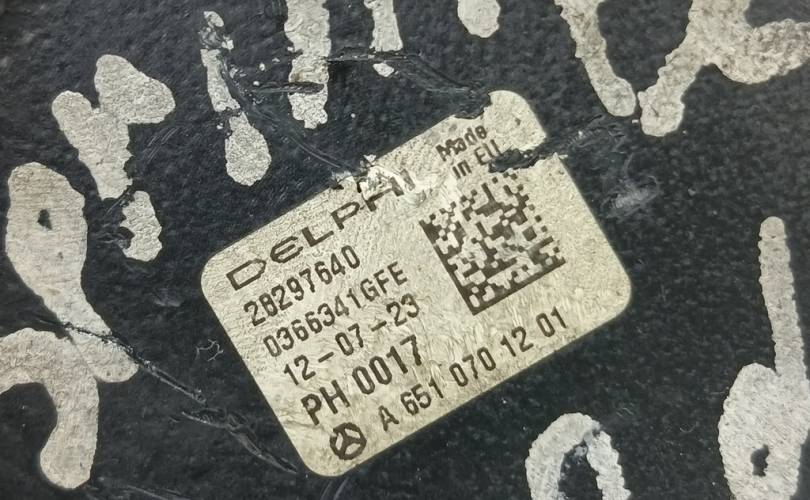 Made
in EU
DELPHI
28297640
0366341GFE
12-07-23
PH 0017
A 651 070 12 01